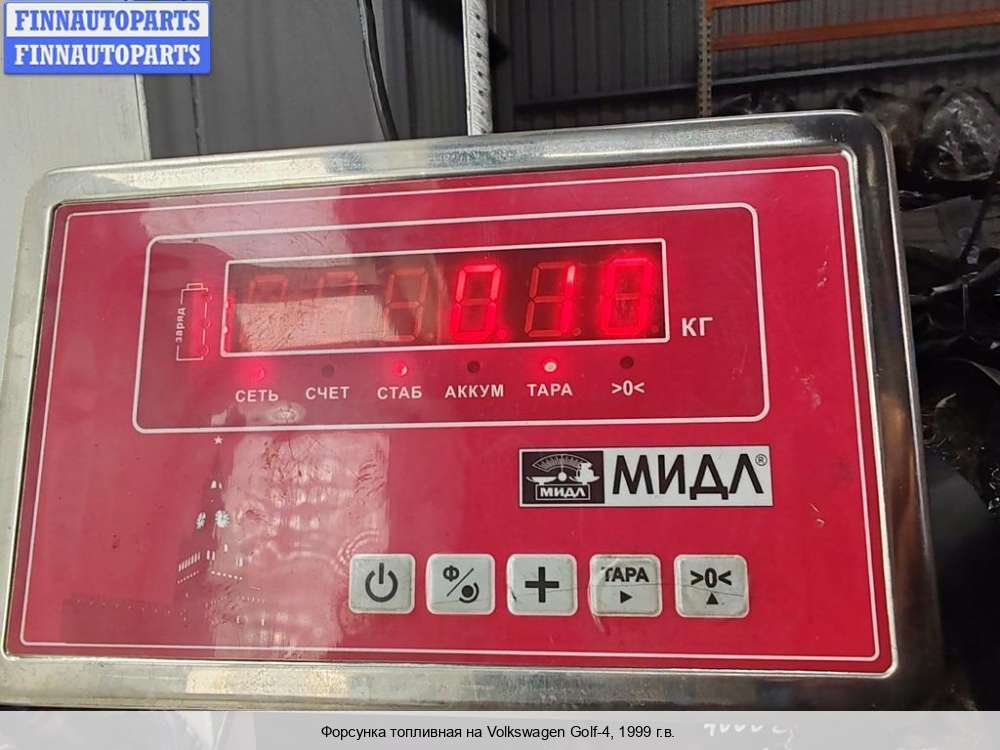 FINNAUTOPARTS
FINNAUTOPARTS
заряд
0.10
КГ
СЕТЬ СЧЕТ СТАБ АККУМ ТАРА >0<
МИДЛ МИДЛ®
Ф ТАРА >0<
Форсунка топливная на Volkswagen Golf-4, 1999 г.в.